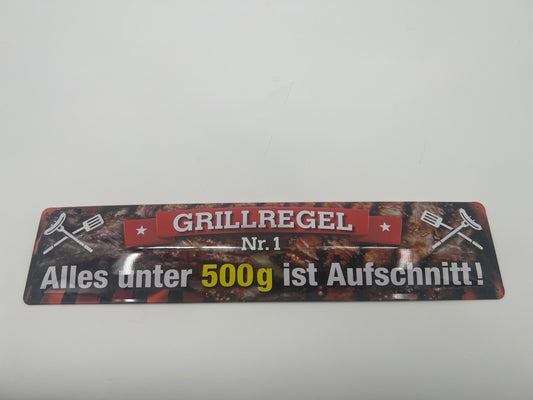 GRILLREGEL
Nr. 1
Alles unter 500g ist Aufschnitt!